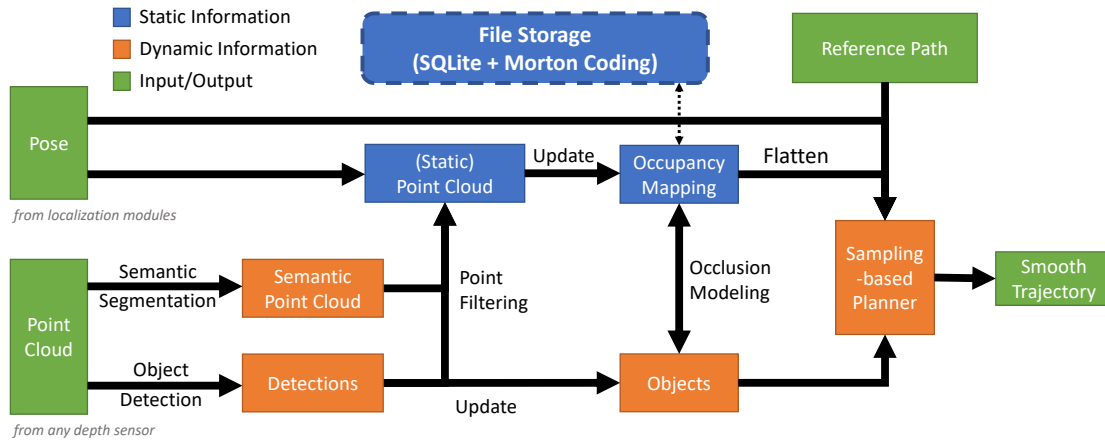 Static Information
Dynamic Information
Input/Output
File Storage
(SQLite + Morton Coding)
Reference Path
Pose
from localization modules
(Static)
Point Cloud
Update
Occupancy
Mapping
Flatten
Semantic
Segmentation
Semantic
Point Cloud
Point
Filtering
Occlusion
Modeling
Sampling
-based
Planner
Smooth
Trajectory
Point
Cloud
Object
Detection
Detections
Update
Objects
from any depth sensor